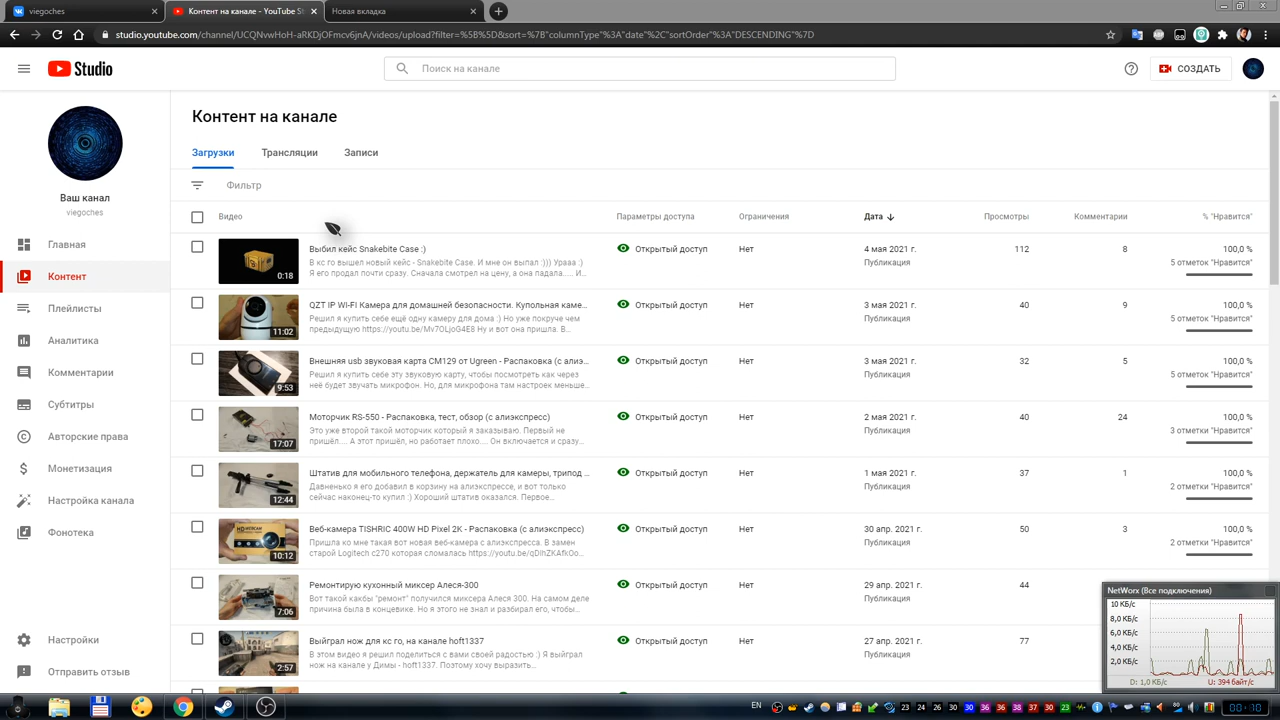 viegoches
Контент на канале - YouTube St
Новая вкладка
studio.youtube.com/channel/UCQNvwHoH-aRKDjOFmcv6jnA/videos/upload?filter=%5B%5D&sort=%7B"columnType"%3A"date"%2C"sortOrder"%3A"DESCENDING"%7D
Studio
Поиск на канале
СОЗДАТЬ
Ваш канал
viegoches
Главная
Контент
Плейлисты
Аналитика
Комментарии
Субтитры
Авторские права
Монетизация
Настройка канала
Фонотека
Настройки
Отправить отзыв
Контент на канале
Загрузки Трансляции Записи
Фильтр
Видео Параметры доступа Ограничения Дата Просмотры Комментарии % "Нравится"
Выбил кейс Snakebite Case :) Открытый доступ Нет 4 мая 2021 г. 112 8 100,0 %
В кс го вышел новый кейс - Snakebite Case. И мне он выпал :))) Урааа :) Публикация 5 отметок "Нравится"
Я его продал почти сразу. Сначала смотрел на цену, а она падала..... И...
0:18
QZT IP WI-FI Камера для домашней безопасности. Купольная каме... Открытый доступ Нет 3 мая 2021 г. 40 9 100,0 %
Решил я купить себе ещё одну камеру для дома :) Но уже покруче чем Публикация 5 отметок "Нравится"
предыдущую https://youtu.be/Mv7OLjoG4E8 Ну и вот она пришла. В...
11:02
Внешняя usb звуковая карта CM129 от Ugreen - Распаковка (с алиэ... Открытый доступ Нет 3 мая 2021 г. 32 5 100,0 %
Решил я купить себе эту звуковую карту, чтобы посмотреть как через Публикация 5 отметок "Нравится"
неё будет звучать микрофон. Но, для микрофона там настроек меньше...
9:53
Моторчик RS-550 - Распаковка, тест, обзор (с алиэкспресс) Открытый доступ Нет 2 мая 2021 г. 40 24 100,0 %
Это уже второй такой моторчик который я заказываю. Первый не Публикация 3 отметки "Нравится"
пришёл.... А этот пришёл, но работает плохо.... Он включается и сразу...
17:07
Штатив для мобильного телефона, держатель для камеры, трипод ... Открытый доступ Нет 1 мая 2021 г. 37 1 100,0 %
Давненько я его добавил в корзину на алиэкспрессе, и вот только Публикация 2 отметки "Нравится"
сейчас наконец-то купил :) Хороший штатив оказался. Первое...
12:44
Веб-камера TISHRIC 400W HD Pixel 2K - Распаковка (с алиэкспресс) Открытый доступ Нет 30 апр. 2021 г. 50 3 100,0 %
Пришла ко мне такая вот новая веб-камера с алиэкспресса. В замен Публикация 2 отметки "Нравится"
старой Logitech c270 которая сломалась https://youtu.be/qDIhZKAfkOo...
10:12
Ремонтирую кухонный миксер Алеся-300 Открытый доступ Нет 29 апр. 2021 г. 44
Вот такой какбы "ремонт" получился миксера Алеся 300. На самом деле Публикация
причина была в концевике. Но я этого не знал и разбирал его, чтобы...
7:06
Выйграл нож для кс го, на канале hoft1337 Открытый доступ Нет 27 апр. 2021 г. 77
В этом видео я решил поделиться с вами своей радостью :) Я выйграл Публикация
нож на канале у Димы - hoft1337. Поэтому хочу выразить...
2:57
NetWorx (Все подключения)
10 КБ/с
8,0 КБ/с
6,0 КБ/с
4,0 КБ/с
2,0 КБ/с
D: 1,0 КБ/с U: 394 байт/с
EN 23 24 26 30 30 36 36 38 37 30 23 00:10